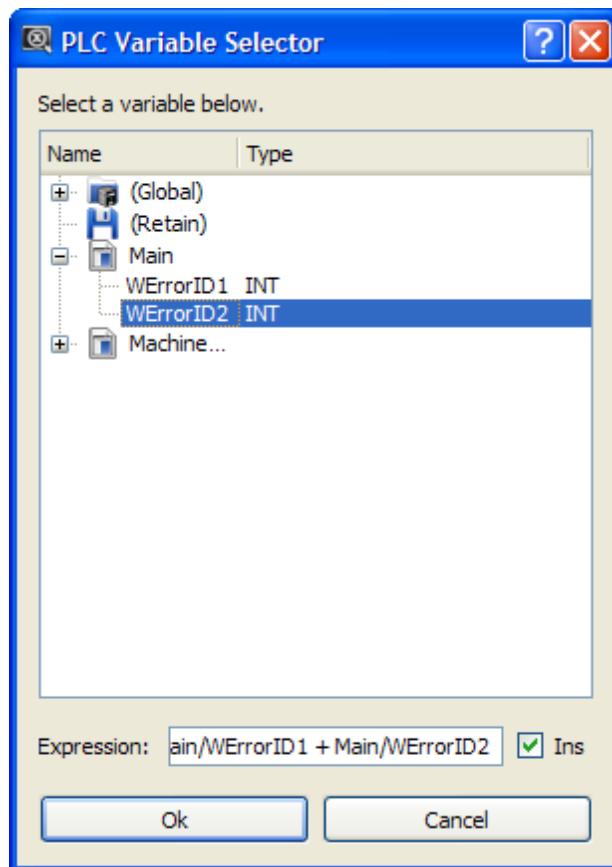 PLC Variable Selector
Select a variable below.
Name Type
(Global)
(Retain)
Main
WErrorID1 INT
WErrorID2 INT
Machine...
Expression: ain/WErrorID1 + Main/WErrorID2 Ins
Ok Cancel